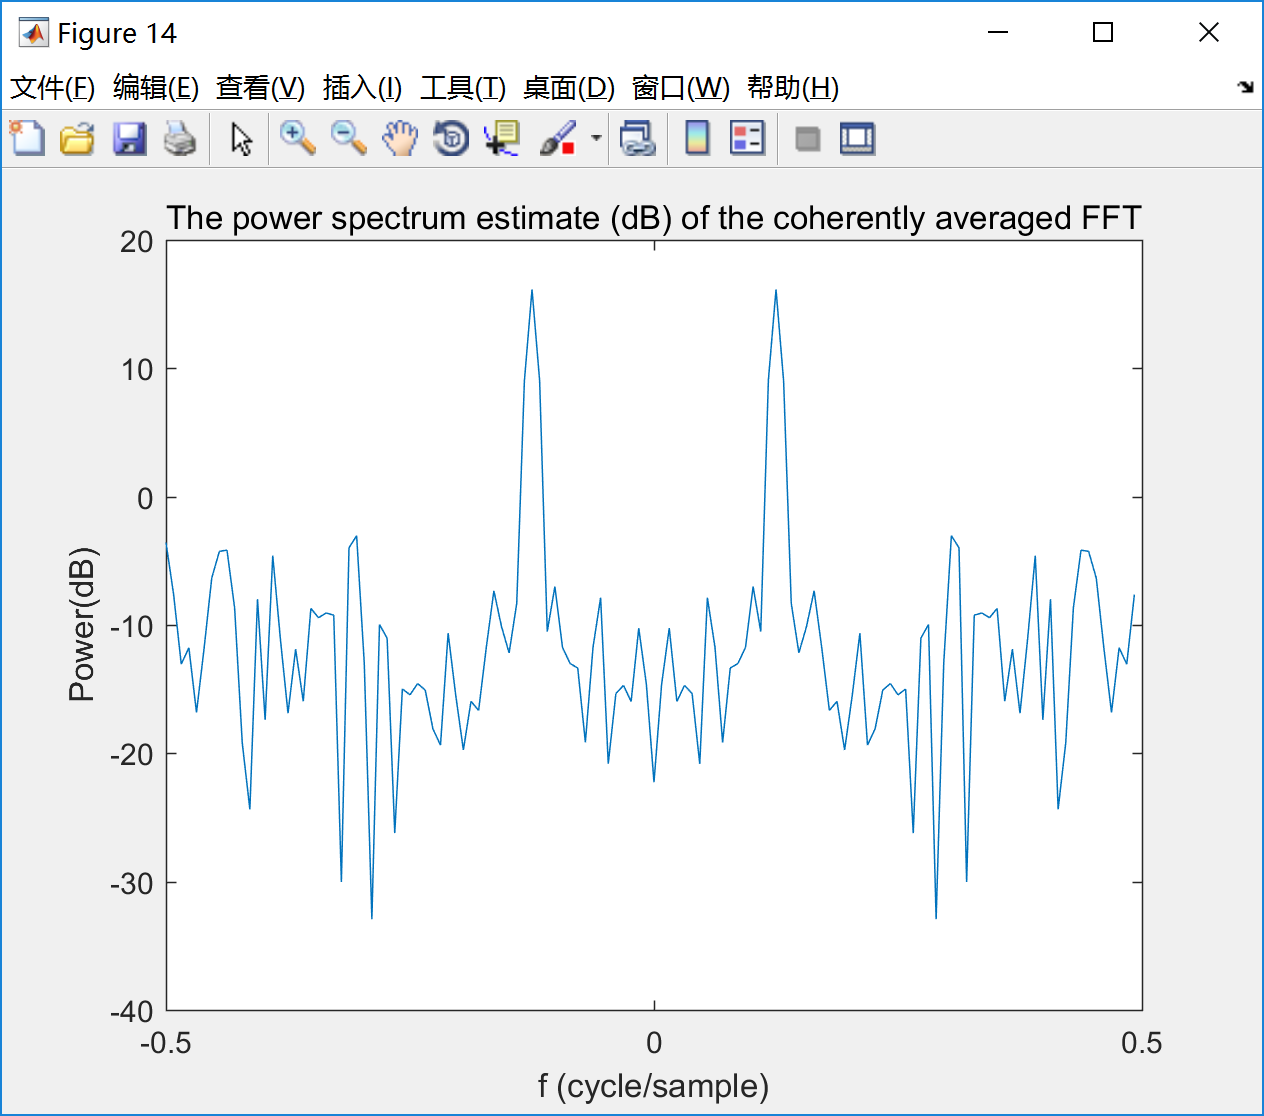 Figure 14
文件(F) 编辑(E) 查看(V) 插入(I) 工具(T) 桌面(D) 窗口(W) 帮助(H)
The power spectrum estimate (dB) of the coherently averaged FFT
20
10
0
-10
-20
-30
-40
Power(dB)
-0.5 0 0.5
f (cycle/sample)